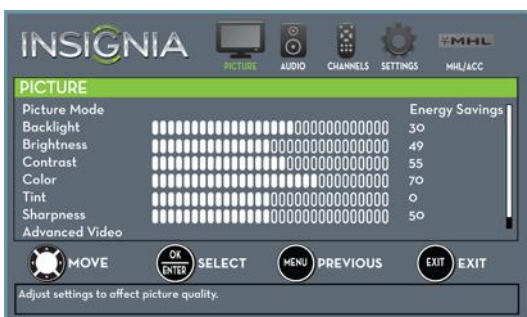 INSIGNIA
PICTURE AUDIO CHANNELS SETTINGS MHL MHL/ACC
PICTURE
Picture Mode Energy Savings
Backlight 30
Brightness 49
Contrast 55
Color 70
Tint 0
Sharpness 50
Advanced Video
MOVE OK ENTER SELECT MENU PREVIOUS EXIT EXIT
Adjust settings to affect picture quality.